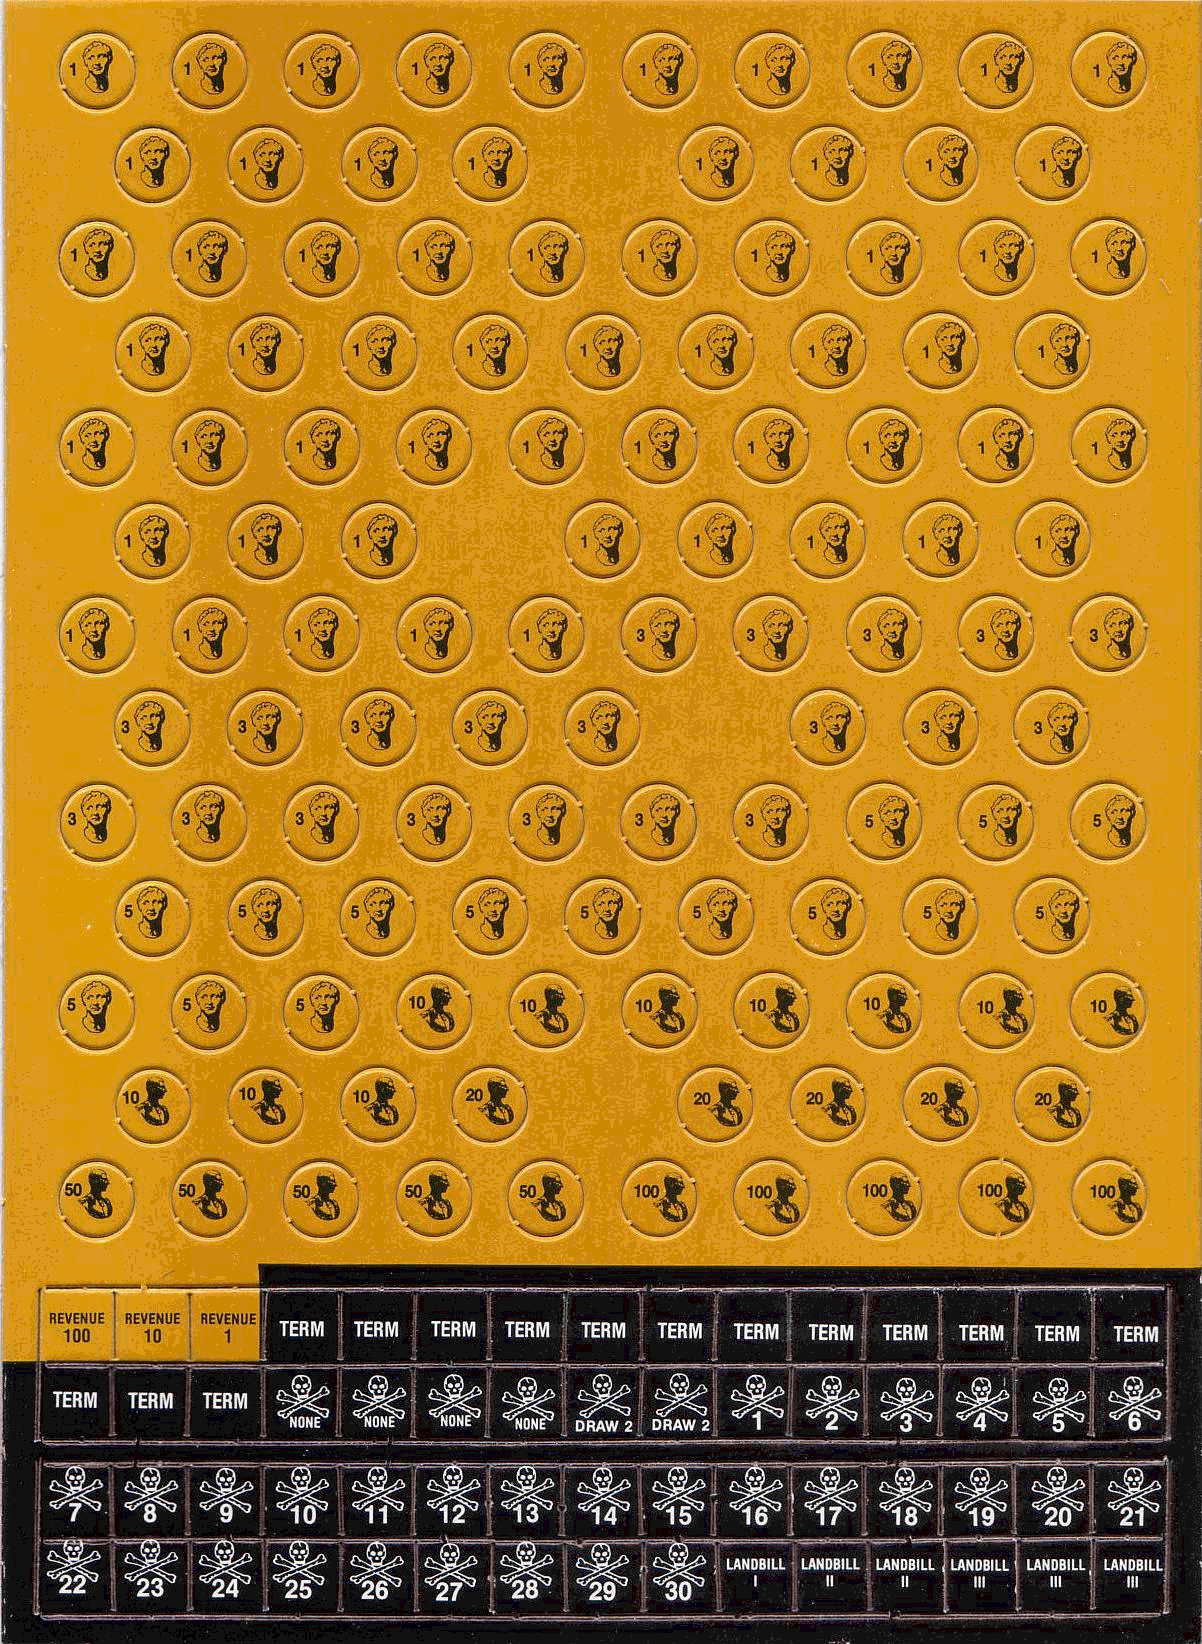 1 1 1 1 1 1 1 1 1 1
1 1 1 1 1 1 1 1
1 1 1 1 1 1 1 1 1 1
1 1 1 1 1 1 1 1 1
1 1 1 1 1 1 1 1 1 1
1 1 1 1 1 1 1 1
1 1 1 1 1 3 3 3 3 3
3 3 3 3 3 3 3 3
3 3 3 3 3 3 3 5 5 5
5 5 5 5 5 5 5 5 5
5 5 5 10 10 10 10 10 10 10
10 10 10 20 20 20 20 20
50 50 50 50 50 100 100 100 100 100
REVENUE REVENUE REVENUE TERM TERM TERM TERM TERM TERM TERM TERM TERM TERM TERM TERM
100 10 1
TERM TERM TERM NONE NONE NONE NONE DRAW 2 DRAW 2 1 2 3 4 5 6
7 8 9 10 11 12 13 14 15 16 17 18 19 20 21
22 23 24 25 26 27 28 29 30 LANDBILL LANDBILL LANDBILL LANDBILL LANDBILL LANDBILL
I II II III III III